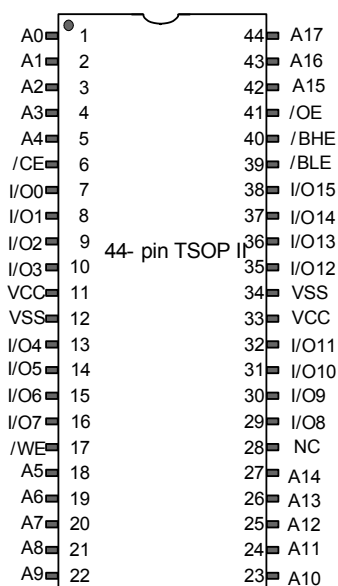 A0 1 44 A17
A1 2 43 A16
A2 3 42 A15
A3 4 41 /OE
A4 5 40 /BHE
/CE 6 39 /BLE
I/O0 7 38 I/O15
I/O1 8 37 I/O14
I/O2 9 36 I/O13
44- pin TSOP II
I/O3 10 35 I/O12
VCC 11 34 VSS
VSS 12 33 VCC
I/O4 13 32 I/O11
I/O5 14 31 I/O10
I/O6 15 30 I/O9
I/O7 16 29 I/O8
/WE 17 28 NC
A5 18 27 A14
A6 19 26 A13
A7 20 25 A12
A8 21 24 A11
A9 22 23 A10